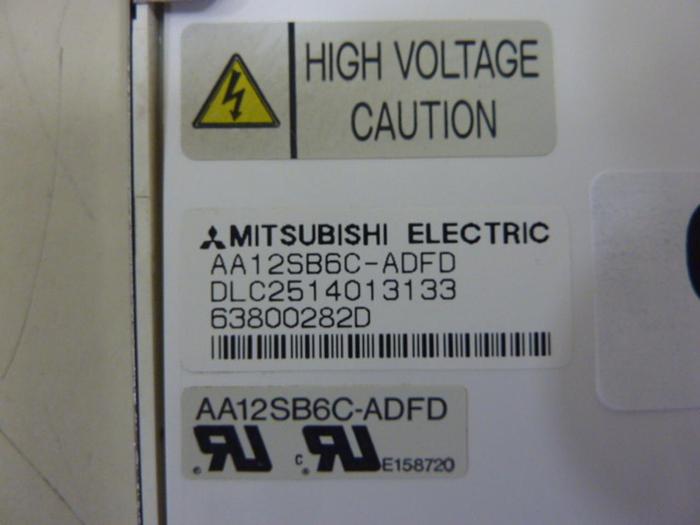 HIGH VOLTAGE
CAUTION
MITSUBISHI ELECTRIC
AA12SB6C-ADFD
DLC2514013133
63800282D
AA12SB6C-ADFD
E158720